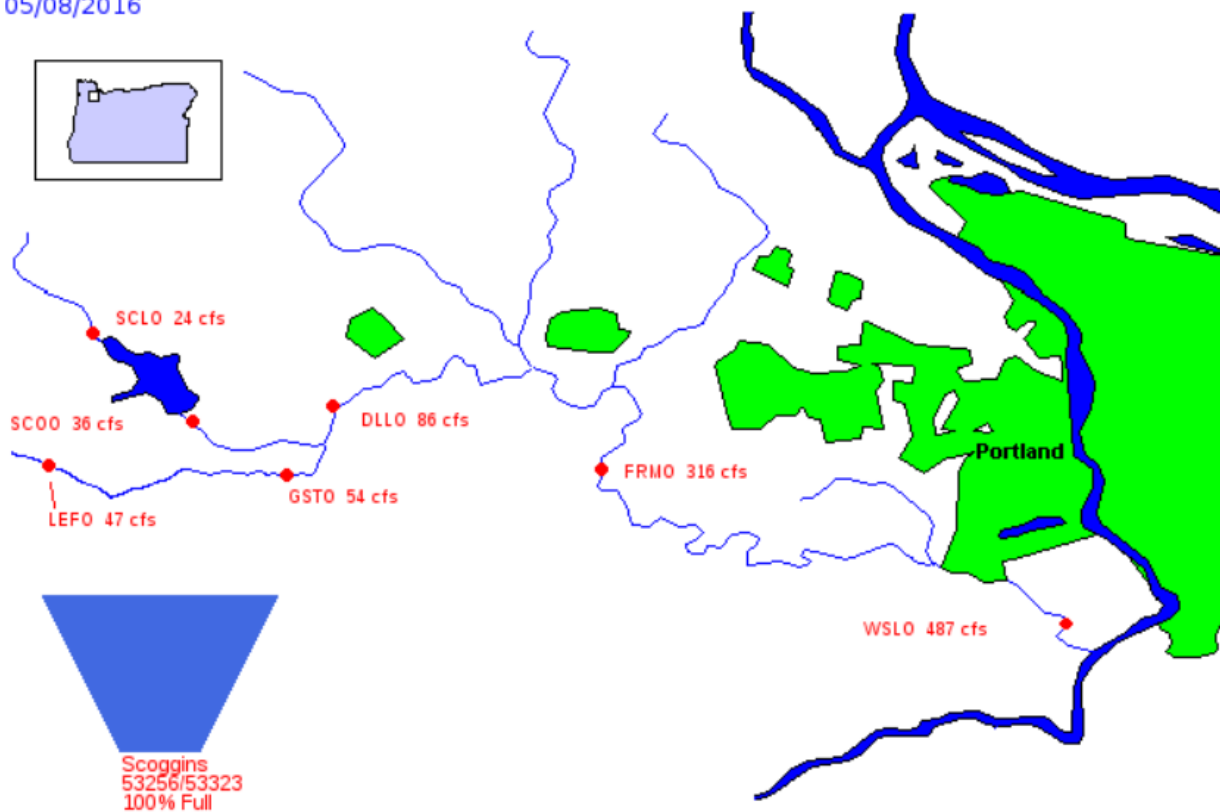 05/08/2016
SCLO 24 cfs
SCOO 36 cfs
DLLO 86 cfs
Portland
FRMO 316 cfs
GSTO 54 cfs
LEFO 47 cfs
WSLO 487 cfs
Scoggins
53256/53323
100% Full